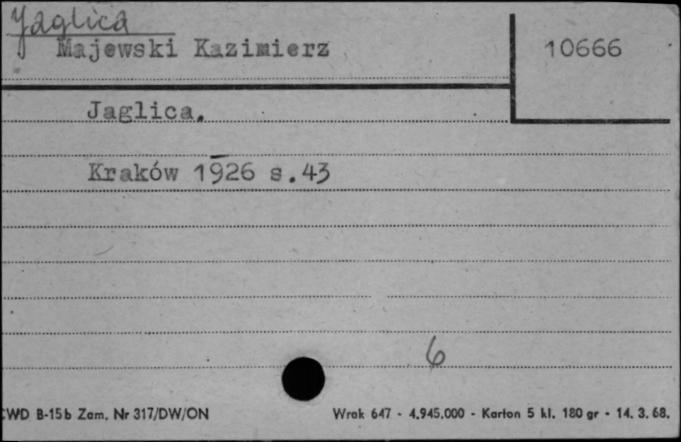 Jaglica
Majewski Kazimierz
10666
Jaglica.
Kraków 1926 s.43
6
CWD B-15b Zam. Nr 317/DW/ON
Wrak 647 - 4.945.000 - Karton 5 kl. 180 gr - 14. 3. 68.